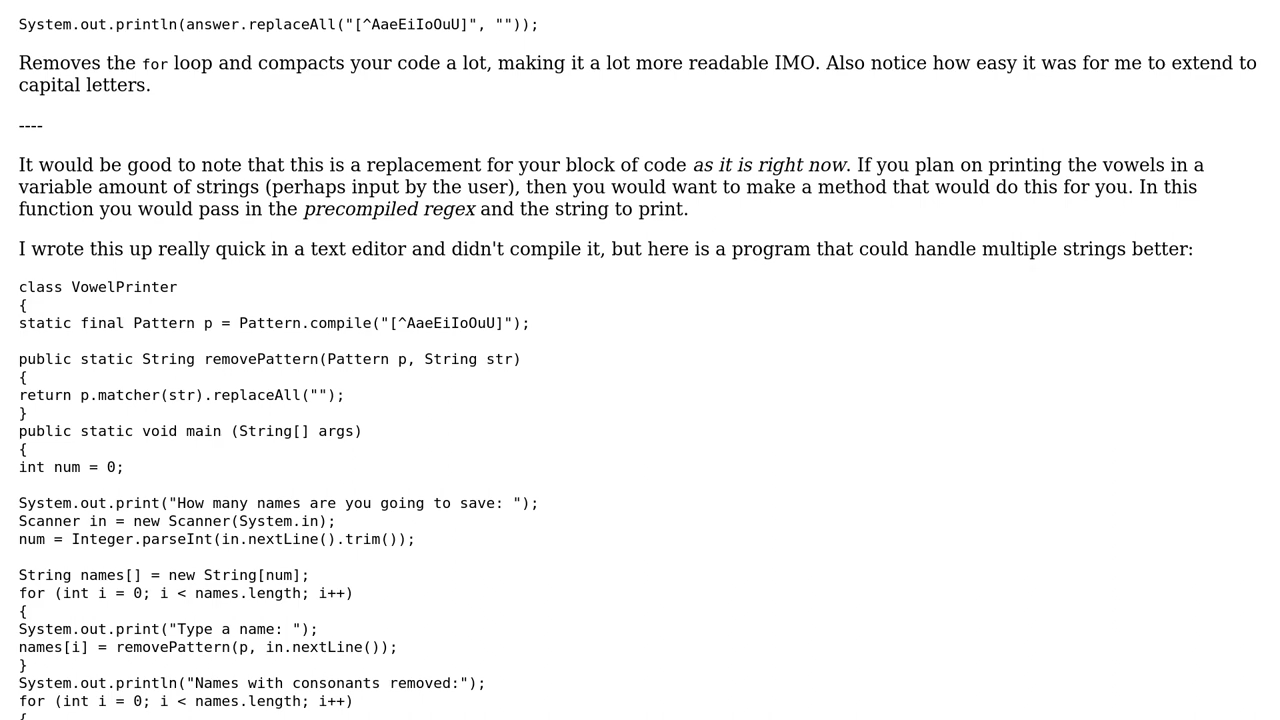 System.out.println(answer.replaceAll("[^AaeEiIoOuU]", ""));
Removes the for loop and compacts your code a lot, making it a lot more readable IMO. Also notice how easy it was for me to extend to
capital letters.
----
It would be good to note that this is a replacement for your block of code as it is right now. If you plan on printing the vowels in a
variable amount of strings (perhaps input by the user), then you would want to make a method that would do this for you. In this
function you would pass in the precompiled regex and the string to print.
I wrote this up really quick in a text editor and didn't compile it, but here is a program that could handle multiple strings better:
class VowelPrinter
{
static final Pattern p = Pattern.compile("[^AaeEiIoOuU]");
public static String removePattern(Pattern p, String str)
{
return p.matcher(str).replaceAll("");
}
public static void main (String[] args)
{
int num = 0;
System.out.print("How many names are you going to save: ");
Scanner in = new Scanner(System.in);
num = Integer.parseInt(in.nextLine().trim());
String names[] = new String[num];
for (int i = 0; i < names.length; i++)
{
System.out.print("Type a name: ");
names[i] = removePattern(p, in.nextLine());
}
System.out.println("Names with consonants removed:");
for (int i = 0; i < names.length; i++)
{